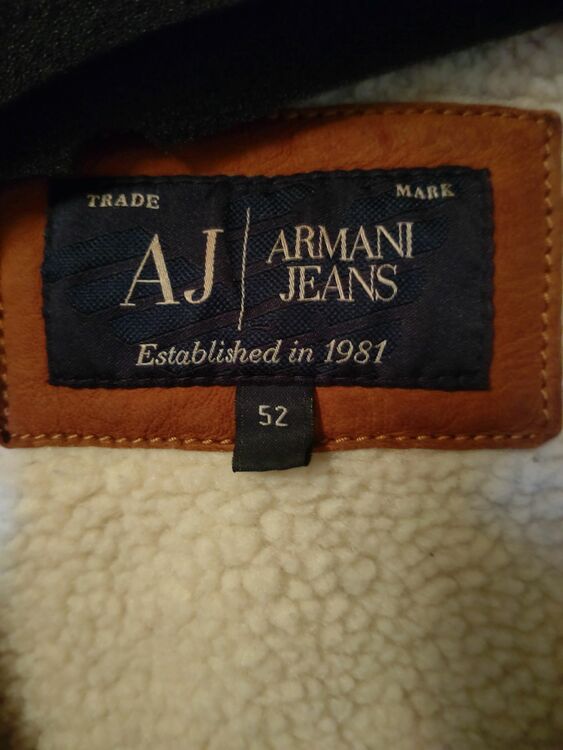 TRADE MARK
AJ ARMANI
JEANS
Established in 1981
52